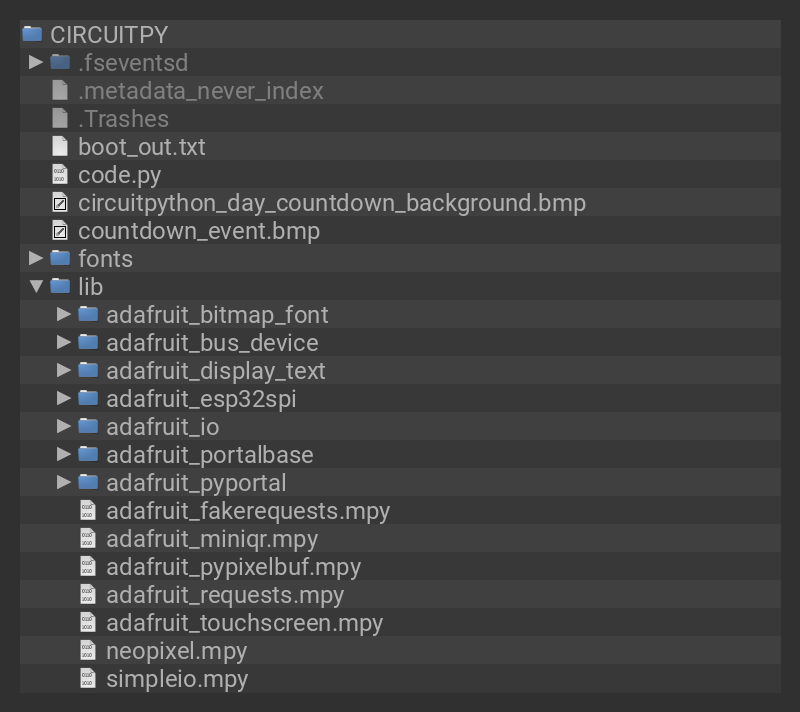 CIRCUITPY
.fseventsd
.metadata_never_index
.Trashes
boot_out.txt
code.py
circuitpython_day_countdown_background.bmp
countdown_event.bmp
fonts
lib
adafruit_bitmap_font
adafruit_bus_device
adafruit_display_text
adafruit_esp32spi
adafruit_io
adafruit_portalbase
adafruit_pyportal
adafruit_fakerequests.mpy
adafruit_miniqr.mpy
adafruit_pypixelbuf.mpy
adafruit_requests.mpy
adafruit_touchscreen.mpy
neopixel.mpy
simpleio.mpy